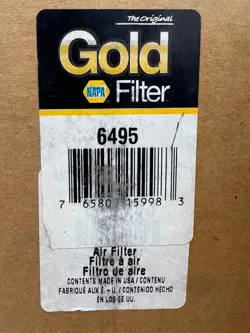 The Original
Gold
NAPA Filter
6495
7 65809 15998 3
Air Filter
Filtre à air
Filtro de aire
CONTENTS MADE IN USA / CONTENU
FABRIQUÉ AUX É. - U. / CONTENIDO HECHO
EN LOS EE UU.